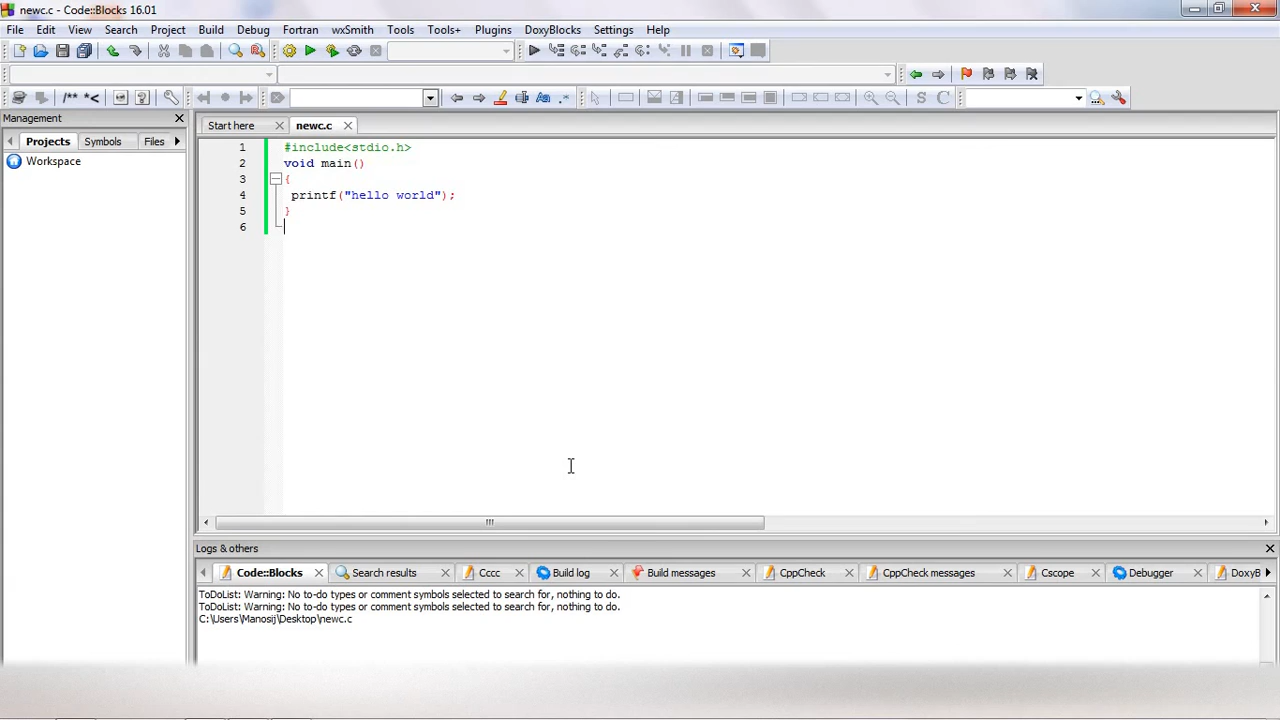 newc.c - Code::Blocks 16.01
File Edit View Search Project Build Debug Fortran wxSmith Tools Tools+ Plugins DoxyBlocks Settings Help
/** *<
S C
Management
Start here newc.c
Projects Symbols Files
Workspace
1 #include<stdio.h>
2 void main()
3 {
4 printf("hello world");
5 }
6
Logs & others
Code::Blocks Search results Cccc Build log Build messages CppCheck CppCheck messages Cscope Debugger DoxyB
ToDoList: Warning: No to-do types or comment symbols selected to search for, nothing to do.
ToDoList: Warning: No to-do types or comment symbols selected to search for, nothing to do.
C:\Users\Manosij\Desktop\newc.c